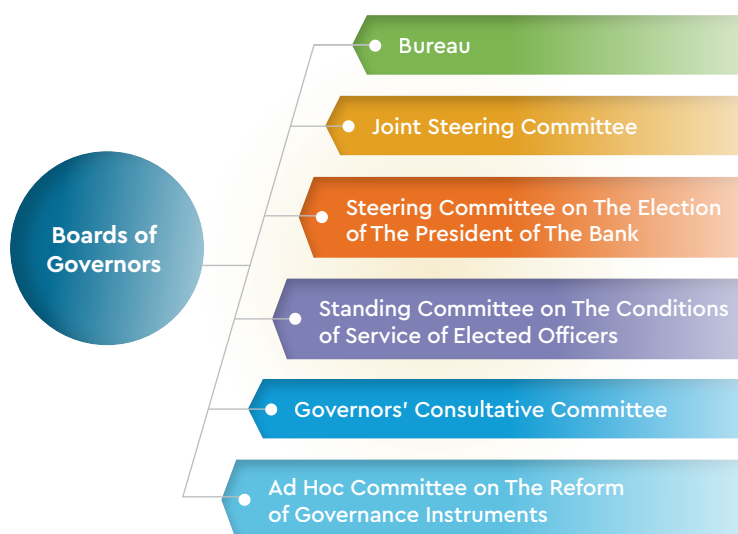 Boards of
Governors
Bureau
Joint Steering Committee
Steering Committee on The Election
of The President of The Bank
Standing Committee on The Conditions
of Service of Elected Officers
Governors' Consultative Committee
Ad Hoc Committee on The Reform
of Governance Instruments